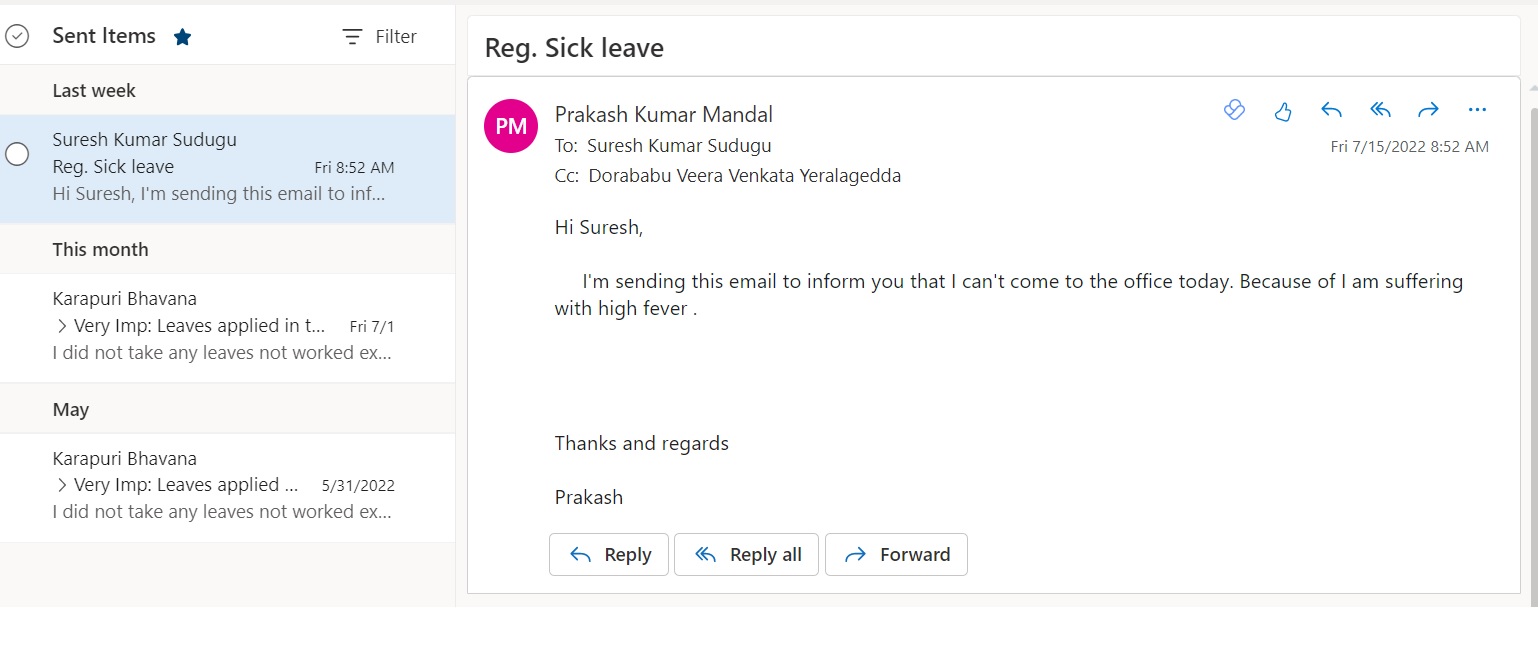 Sent Items
Filter
Last week
Suresh Kumar Sudugu
Reg. Sick leave Fri 8:52 AM
Hi Suresh, I'm sending this email to inf...
This month
Karapuri Bhavana
Very Imp: Leaves applied in t... Fri 7/1
I did not take any leaves not worked ex...
May
Karapuri Bhavana
Very Imp: Leaves applied ... 5/31/2022
I did not take any leaves not worked ex...
Reg. Sick leave
PM
Prakash Kumar Mandal
To: Suresh Kumar Sudugu
Fri 7/15/2022 8:52 AM
Cc: Dorababu Veera Venkata Yeralagedda
Hi Suresh,
I'm sending this email to inform you that I can't come to the office today. Because of I am suffering
with high fever .
Thanks and regards
Prakash
Reply
Reply all
Forward